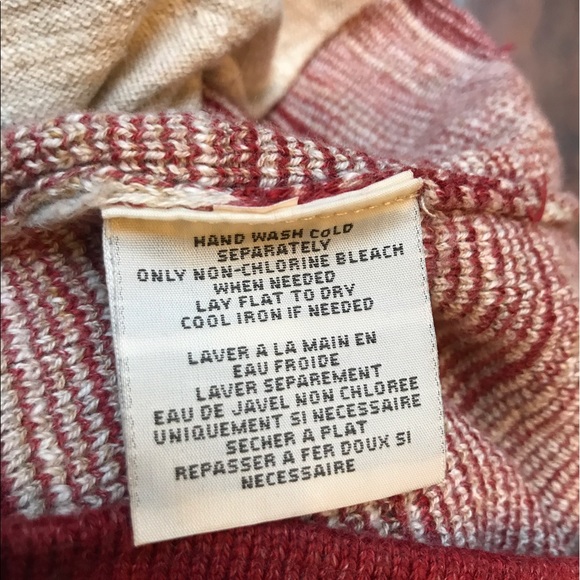 HAND WASH COLD
SEPARATELY
ONLY NON-CHLORINE BLEACH
WHEN NEEDED
LAY FLAT TO DRY
COOL IRON IF NEEDED
LAVER A LA MAIN EN
EAU FROIDE
LAVER SEPAREMENT
EAU DE JAVEL NON CHLOREE
UNIQUEMENT SI NECESSAIRE
SECHER A PLAT
REPASSER A FER DOUX SI
NECESSAIRE